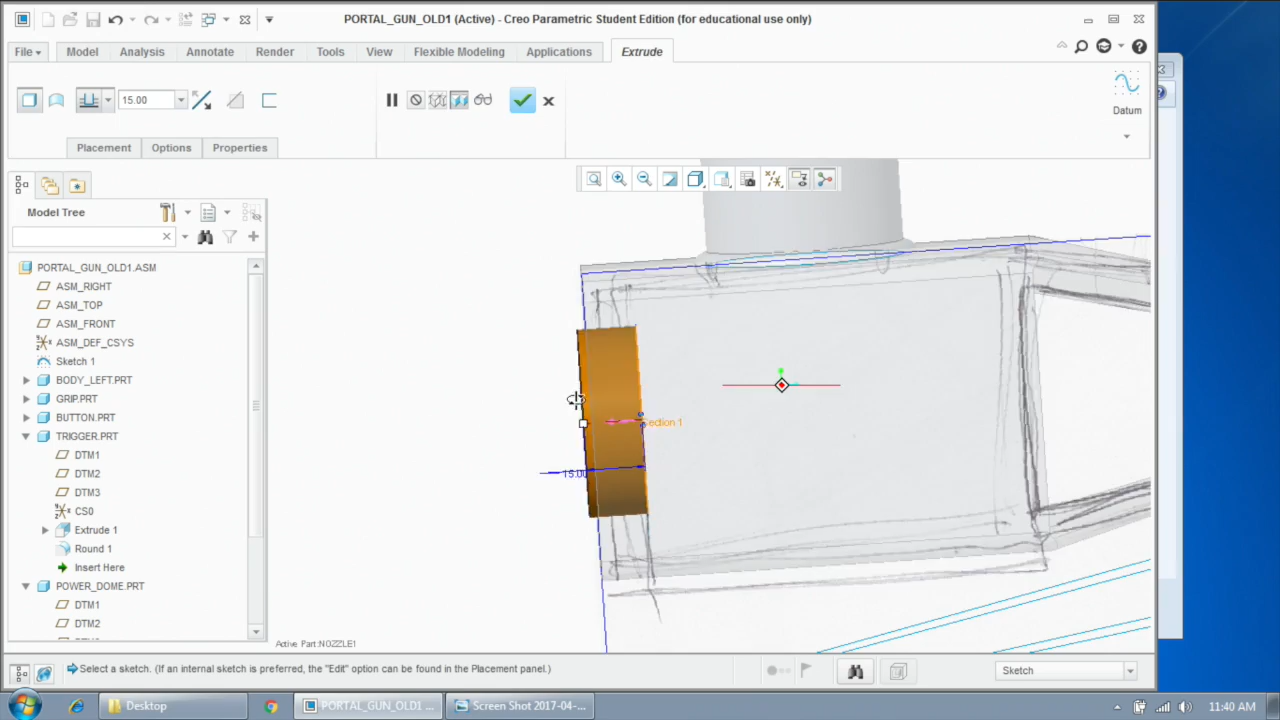 PORTAL_GUN_OLD1 (Active) - Creo Parametric Student Edition (for educational use only)
File Model Analysis Annotate Render Tools View Flexible Modeling Applications Extrude
15.00
Datum
Placement Options Properties
Model Tree
PORTAL_GUN_OLD1.ASM
ASM_RIGHT
ASM_TOP
ASM_FRONT
ASM_DEF_CSYS
Sketch 1
BODY_LEFT.PRT
GRIP.PRT
BUTTON.PRT
TRIGGER.PRT
DTM1
DTM2
DTM3
CS0
Extrude 1
Round 1
Insert Here
POWER_DOME.PRT
DTM1
DTM2
Section 1
15.00
Active Part:NOZZLE1
Select a sketch. (If an internal sketch is preferred, the "Edit" option can be found in the Placement panel.)
Sketch
Desktop PORTAL_GUN_OLD1 ... Screen Shot 2017-04-... 11:40 AM